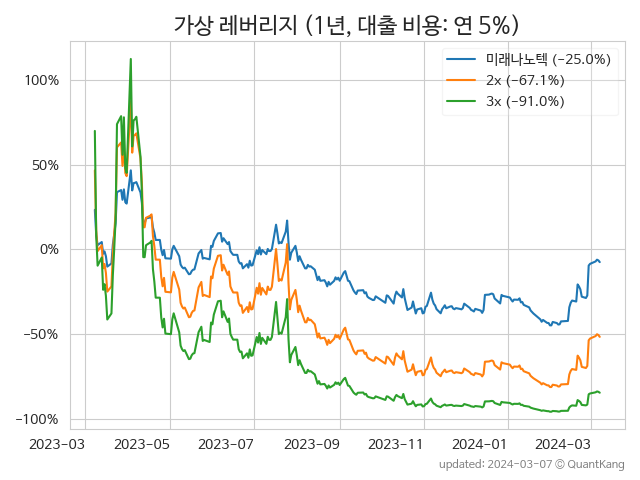 가상 레버리지 (1년, 대출 비용: 연 5%)
미래나노텍 (−25.0%)
2x (−67.1%)
3x (−91.0%)
100%
50%
0%
−50%
−100%
2023-03 2023-05 2023-07 2023-09 2023-11 2024-01 2024-03
updated: 2024-03-07 © QuantKang